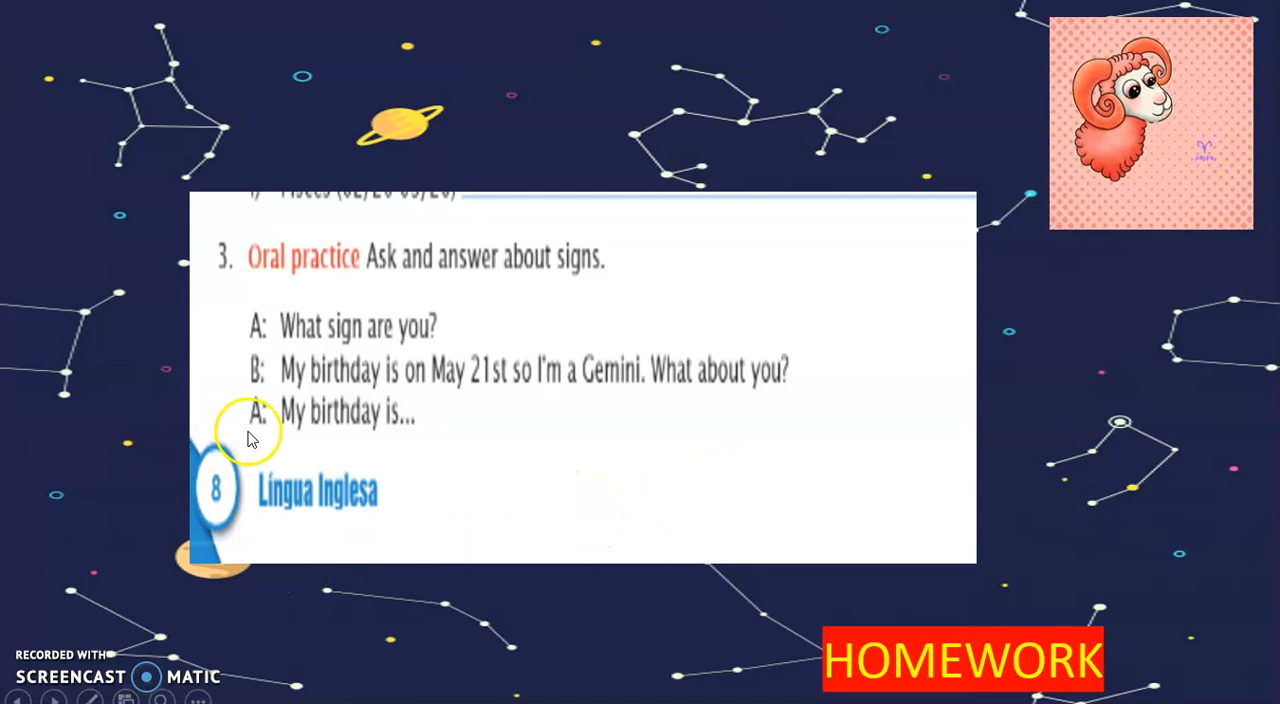 3. Oral practice Ask and answer about signs.
A: What sign are you?
B: My birthday is on May 21st so I'm a Gemini. What about you?
A: My birthday is...
8 Língua Inglesa
HOMEWORK
RECORDED WITH
SCREENCAST MATIC